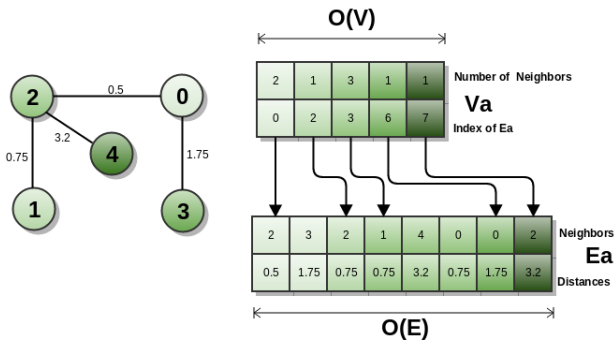 O(V)
2 1 3 1 1 Number of Neighbors
Va
0 2 3 6 7 Index of Ea
2 0.5 0
3.2
4
0.75 1.75
1 3
2 3 2 1 4 0 0 2 Neighbors
Ea
0.5 1.75 0.75 0.75 3.2 0.75 1.75 3.2 Distances
O(E)